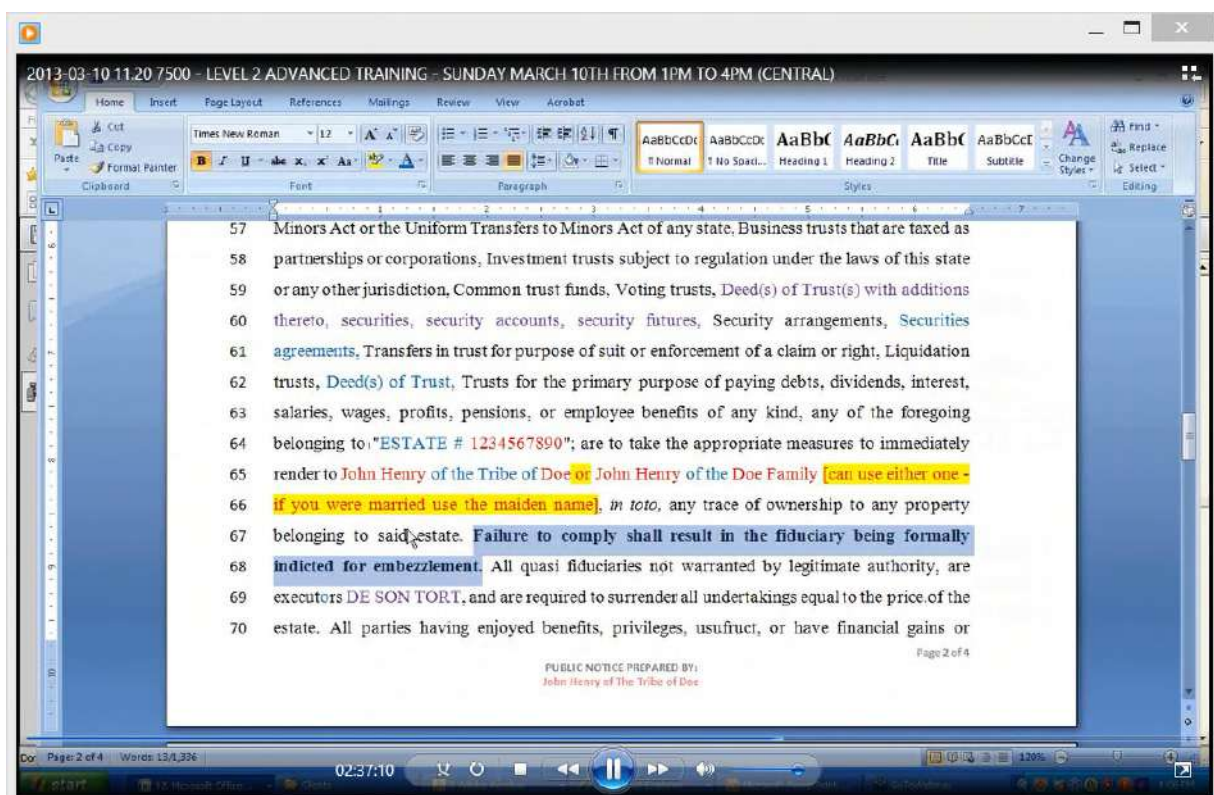 2013-03-10 11.20 7500 - LEVEL 2 ADVANCED TRAINING - SUNDAY MARCH 10TH FROM 1PM TO 4PM (CENTRAL)
Home Insert Page Layout References Mailings Review View Acrobat
Cut
Copy
Paste
Format Painter
Clipboard
Times New Roman 12
Font
Paragraph
AaBbCcDc AaBbCcDc AaBbC AaBbC AaBbC AaBbCcI
¶ Normal ¶ No Spaci... Heading 1 Heading 2 Title Subtitle
Change Styles
Styles
Find
Replace
Select
Editing
57 Minors Act or the Uniform Transfers to Minors Act of any state, Business trusts that are taxed as
58 partnerships or corporations, Investment trusts subject to regulation under the laws of this state
59 or any other jurisdiction, Common trust funds, Voting trusts, Deed(s) of Trust(s) with additions
60 thereto, securities, security accounts, security futures, Security arrangements, Securities
61 agreements, Transfers in trust for purpose of suit or enforcement of a claim or right, Liquidation
62 trusts, Deed(s) of Trust, Trusts for the primary purpose of paying debts, dividends, interest,
63 salaries, wages, profits, pensions, or employee benefits of any kind, any of the foregoing
64 belonging to "ESTATE # 1234567890"; are to take the appropriate measures to immediately
65 render to John Henry of the Tribe of Doe or John Henry of the Doe Family [can use either one -
66 if you were married use the maiden name], in toto, any trace of ownership to any property
67 belonging to said estate. Failure to comply shall result in the fiduciary being formally
68 indicted for embezzlement. All quasi fiduciaries not warranted by legitimate authority, are
69 executors DE SON TORT, and are required to surrender all undertakings equal to the price.of the
70 estate. All parties having enjoyed benefits, privileges, usufruct, or have financial gains or
Page 2 of 4
PUBLIC NOTICE PREPARED BY:
John Henry of The Tribe of Doe
Page: 2 of 4 Words: 13/1,336
120%
02:37:10
start